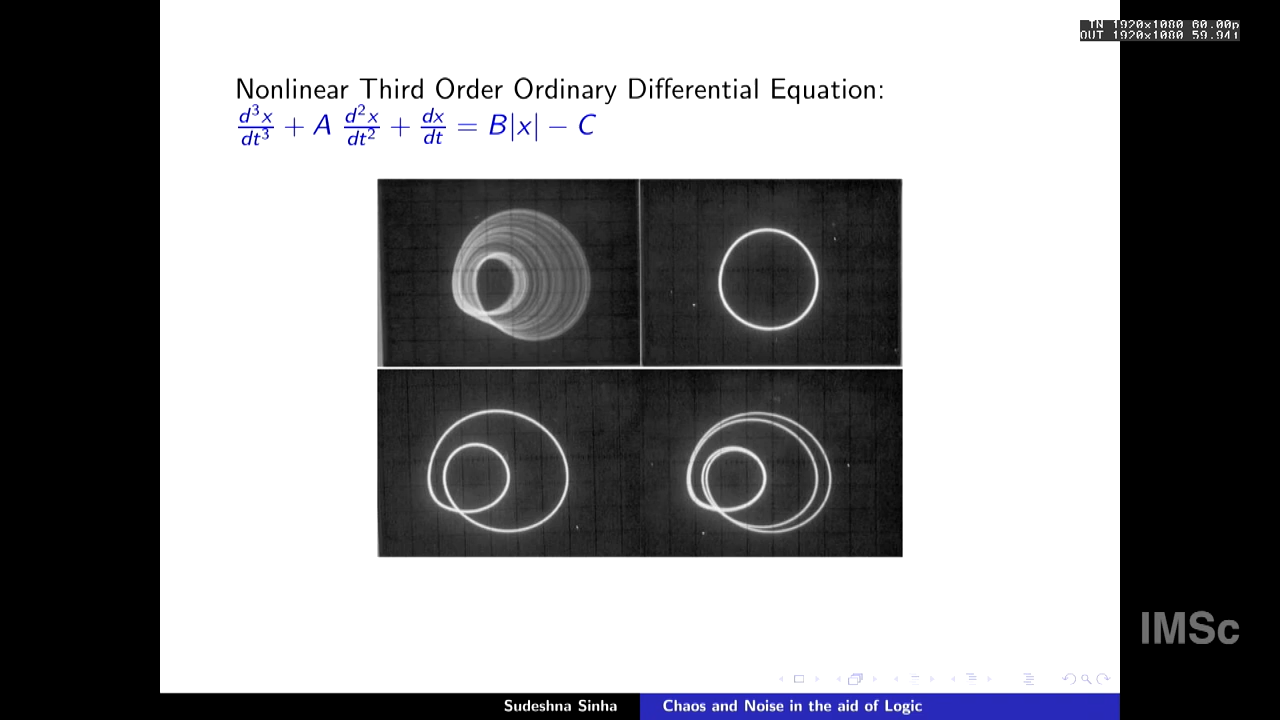 IN 1920x1080 60.00p
OUT 1920x1080 59.94i
Nonlinear Third Order Ordinary Differential Equation:
d³x/dt³ + A d²x/dt² + dx/dt = B|x| − C
IMSc
Sudeshna Sinha Chaos and Noise in the aid of Logic